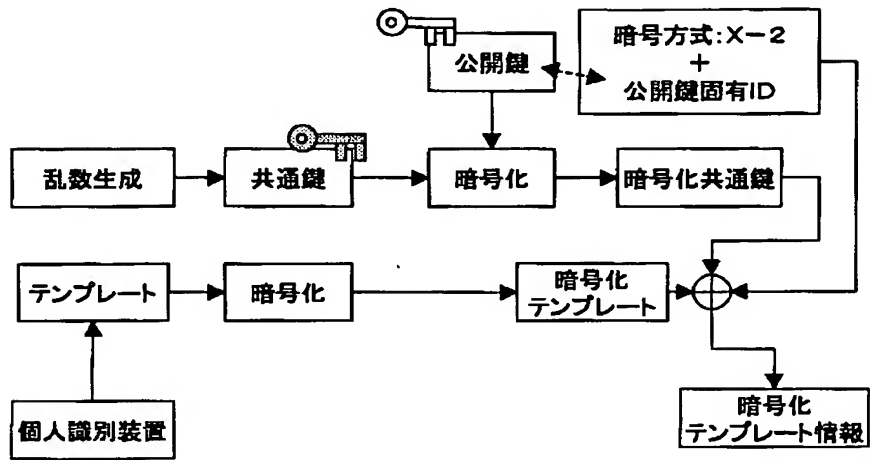 公開鍵
暗号方式:X-2
+
公開鍵固有ID
乱数生成
共通鍵
暗号化
暗号化共通鍵
テンプレート
暗号化
暗号化
テンプレート
個人識別装置
暗号化
テンプレート情報